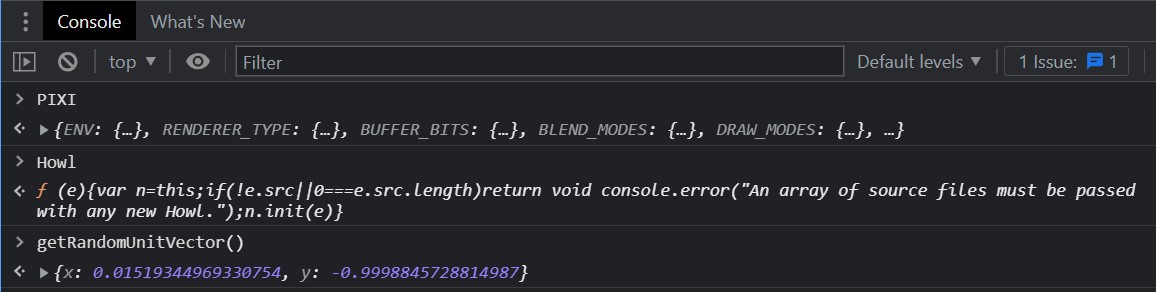 Console What's New
top ▼ Filter Default levels ▼ 1 Issue: 1
> PIXI
<· ▶{ENV: {…}, RENDERER_TYPE: {…}, BUFFER_BITS: {…}, BLEND_MODES: {…}, DRAW_MODES: {…}, …}
> Howl
<· ƒ (e){var n=this;if(!e.src||0===e.src.length)return void console.error("An array of source files must be passed
with any new Howl.");n.init(e)}
> getRandomUnitVector()
<· ▶{x: 0.01519344969330754, y: -0.9998845728814987}